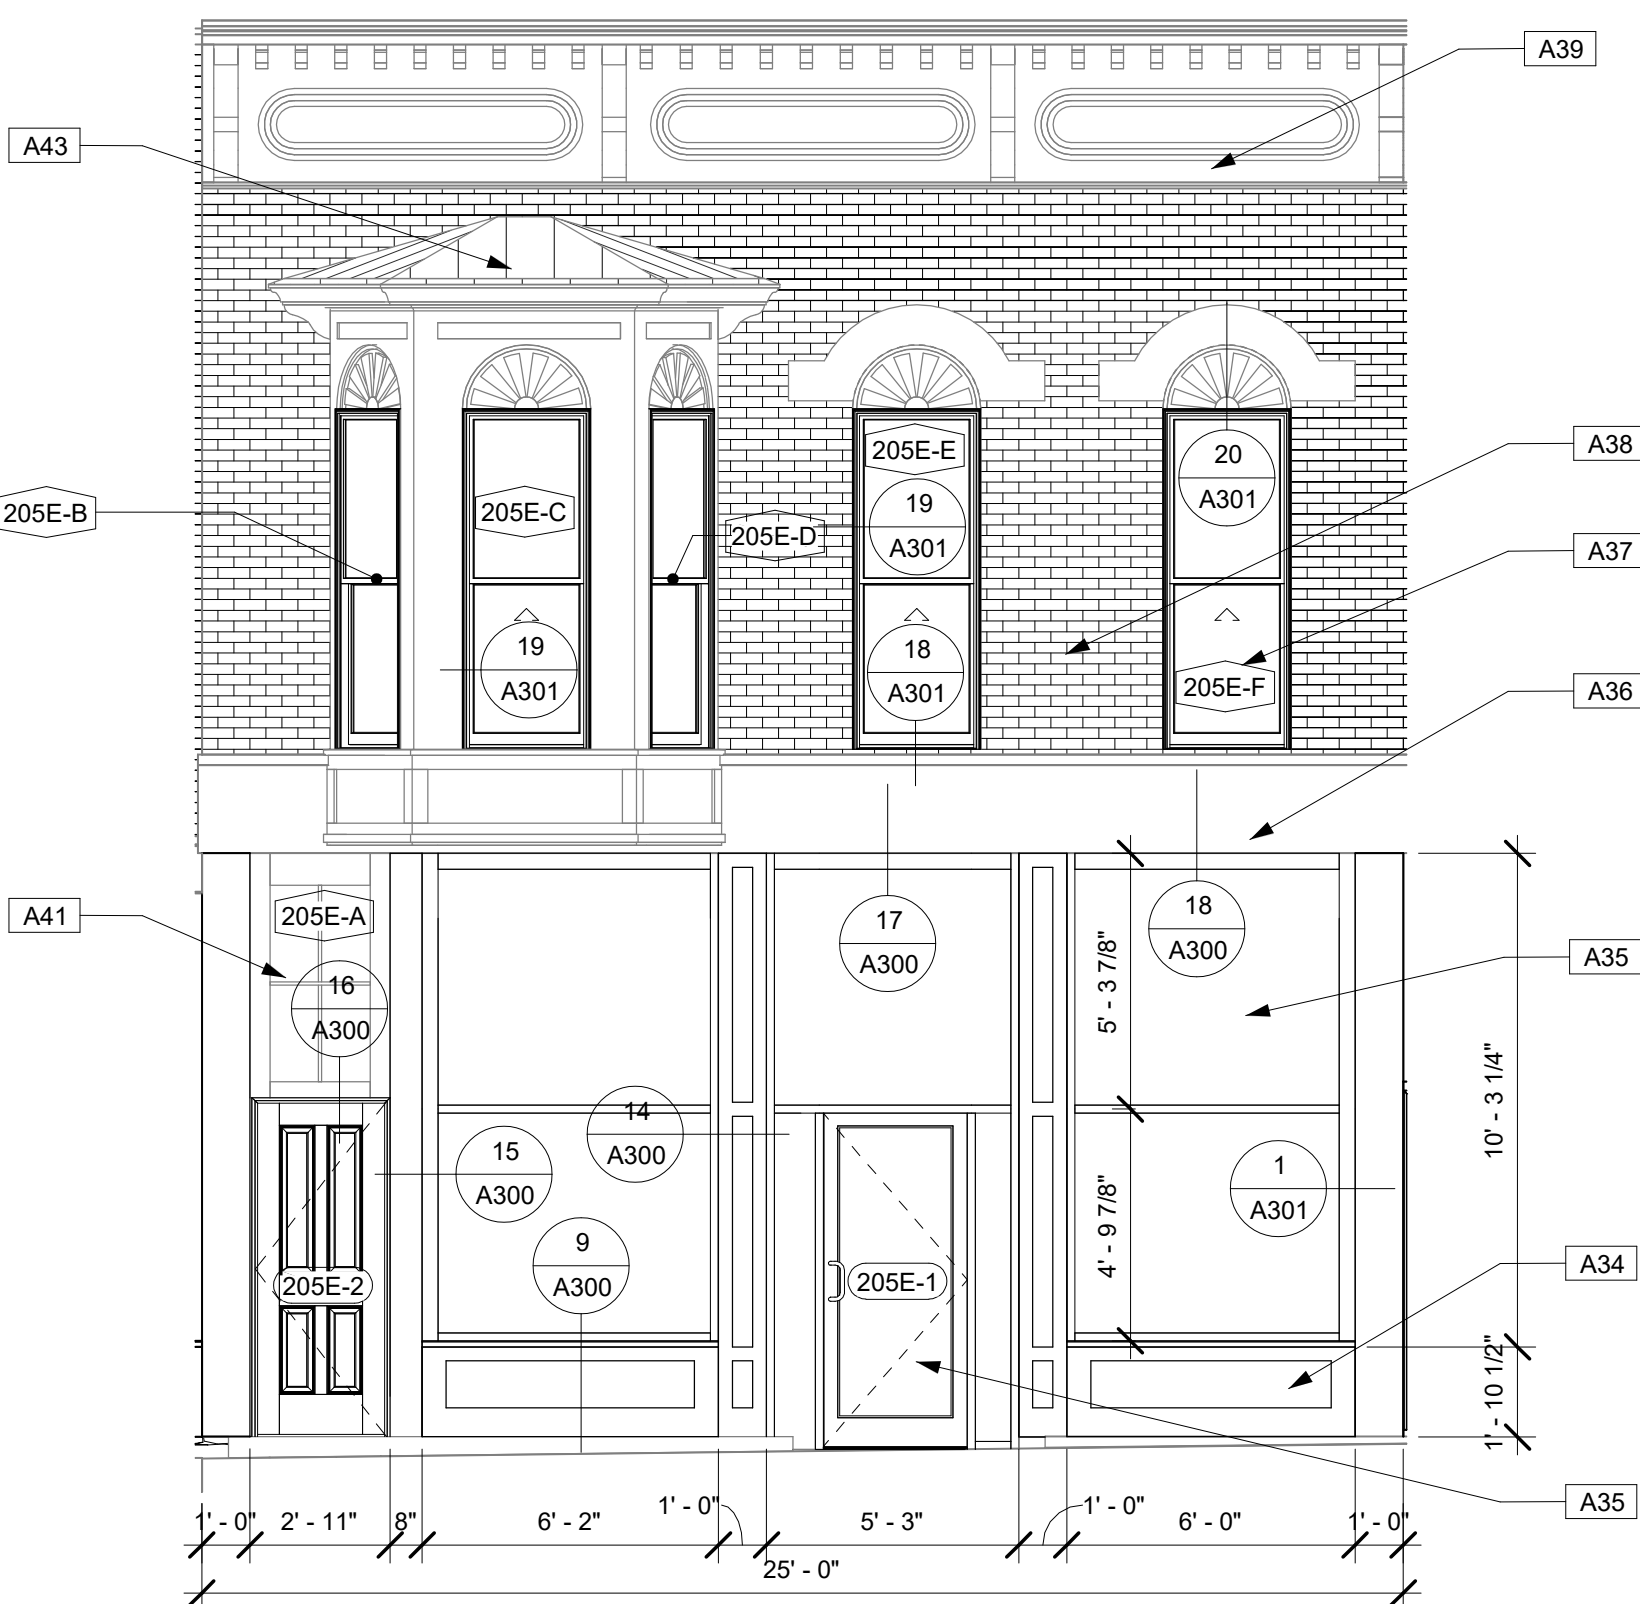 A39
A43
A38
205E-E
20
A301
19
A301
205E-B
205E-C
205E-D
A37
19
A301
18
A301
205E-F
A36
A41
205E-A
17
A300
18
A300
5' - 3 7/8"
A35
16
A300
10' - 3 1/4"
14
A300
15
A300
1
A301
4' - 9 7/8"
9
A300
205E-2
205E-1
A34
1' - 10 1/2"
A35
1' - 0"
2' - 11"
8"
6' - 2"
1' - 0"
5' - 3"
1' - 0"
6' - 0"
1' - 0"
25' - 0"